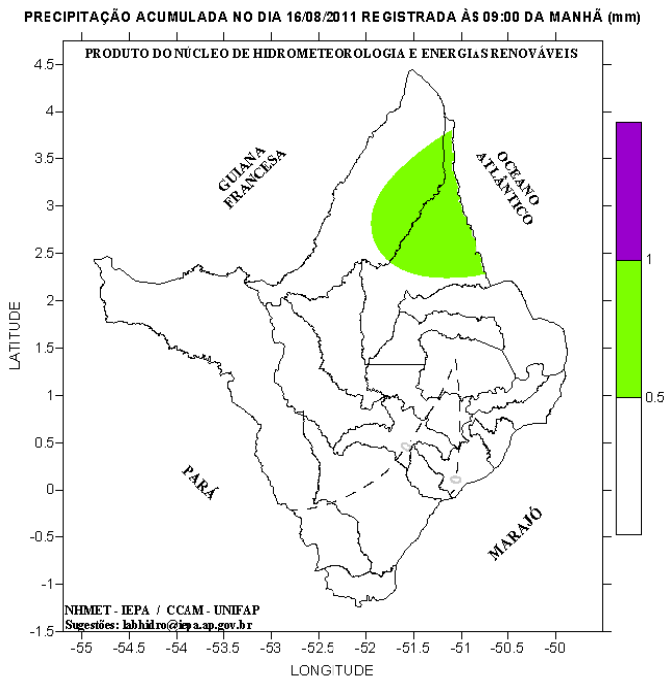 PRECIPITAÇÃO ACUMULADA NO DIA 16/08/2011 REGISTRADA ÀS 09:00 DA MANHÃ (mm)
PRODUTO DO NÚCLEO DE HIDROMETEOROLOGIA E ENERGIAS RENOVÁVEIS
4.5
4
3.5
3
2.5
2
1.5
1
0.5
0
-0.5
-1
-1.5
LATITUDE
GUIANA
FRANCESA
OCEANO
ATLÂNTICO
PARÁ
MARAJÓ
0
0
1
0.5
NHMET - IEPA / CCAM - UNIFAP
Sugestões: labhidro@iepa.ap.gov.br
-55 -54.5 -54 -53.5 -53 -52.5 -52 -51.5 -51 -50.5 -50
LONGITUDE